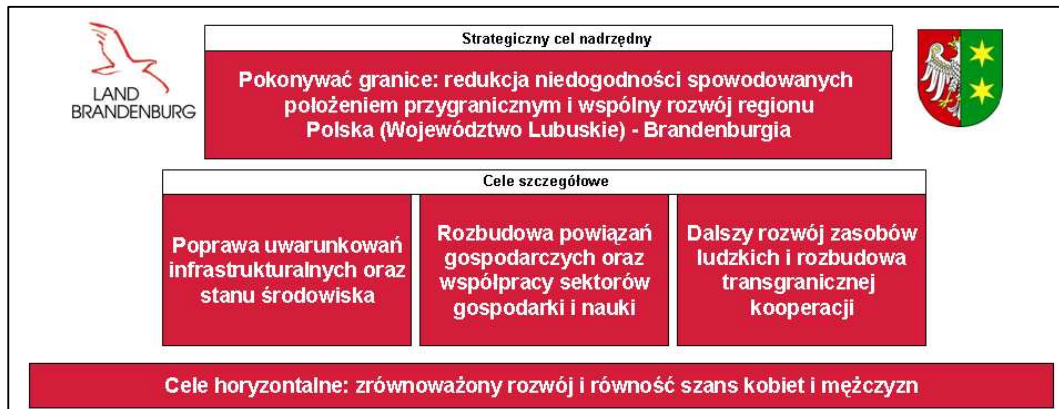 LAND
BRANDENBURG
Strategiczny cel nadrzędny
Pokonywać granice: redukcja niedogodności spowodowanych
położeniem przygranicznym i wspólny rozwój regionu
Polska (Województwo Lubuskie) - Brandenburgia
Cele szczegółowe
Poprawa uwarunkowań
infrastrukturalnych oraz
stanu środowiska
Rozbudowa powiązań
gospodarczych oraz
współpracy sektorów
gospodarki i nauki
Dalszy rozwój zasobów
ludzkich i rozbudowa
transgranicznej
kooperacji
Cele horyzontalne: zrównoważony rozwój i równość szans kobiet i mężczyzn